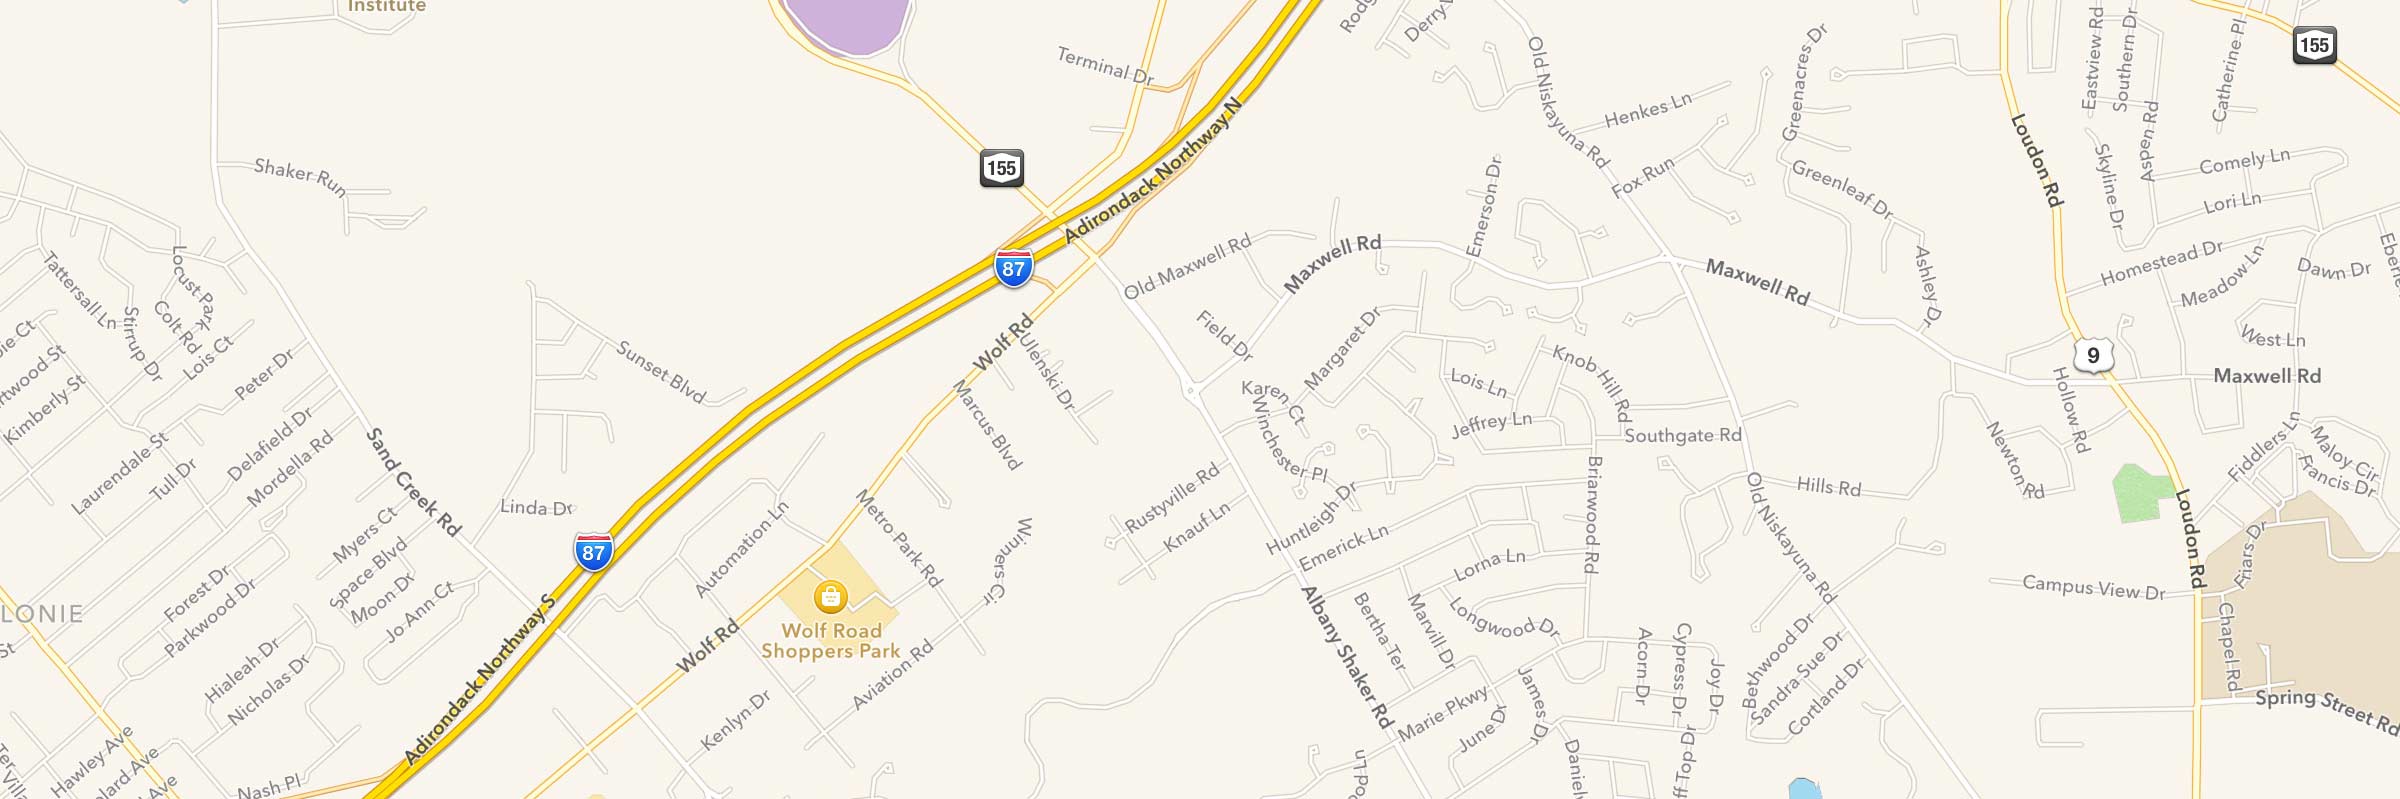 Institute
Terminal Dr
Derry L
Old Niskayuna Rd
Greenacres Dr
Eastview Rd
Southern Dr
Catherine Pl
155
Henkes Ln
Loudon Rd
Aspen Rd
Skyline Dr
Comely Ln
155
Shaker Run
Adirondack Northway N
Fox Run
Greenleaf Dr
Emerson Dr
Lori Ln
Locust Park
Tattersall Ln
Colt Rd
Stirrup Dr
Lois Ct
87
Old Maxwell Rd
Maxwell Rd
Maxwell Rd
Ashley Dr
Homestead Dr
Meadow Ln
Dawn Dr
West Ln
9
Maxwell Rd
Kimberly St
Peter Dr
Sunset Blvd
Wolf Rd
Ulenski Dr
Marcus Blvd
Field Dr
Margaret Dr
Karen Ct
Winchester Pl
Lois Ln
Jeffrey Ln
Knob Hill Rd
Southgate Rd
Hollow Rd
Newton Rd
Hills Rd
Fiddlers Ln
Maloy Cir
Francis Dr
Laurendale St
Tull Dr
Delafield Dr
Mordella Rd
Sand Creek Rd
Linda Dr
87
Myers Ct
Space Blvd
Moon Dr
Jo Ann Ct
Automation Ln
Metro Park Rd
Winners Cir
Rustyville Rd
Knauf Ln
Huntleigh Dr
Emerick Ln
Briarwood Rd
Lorna Ln
Longwood Dr
Old Niskayuna Rd
Loudon Rd
Friars Dr
Campus View Dr
Chapel Rd
Spring Street Rd
LONIE
Forest Dr
Parkwood Dr
Hialeah Dr
Nicholas Dr
Adirondack Northway S
Wolf Road
Shoppers Park
Wolf Rd
Aviation Rd
Kenlyn Dr
Albany Shaker Rd
Bertha Ter
Marvill Dr
Marie Pkwy
June Dr
James Dr
Acorn Dr
Cypress Dr
Joy Dr
Bethwood Dr
Sandra Sue Dr
Cortland Dr
Hawley Ave
Nash Pl